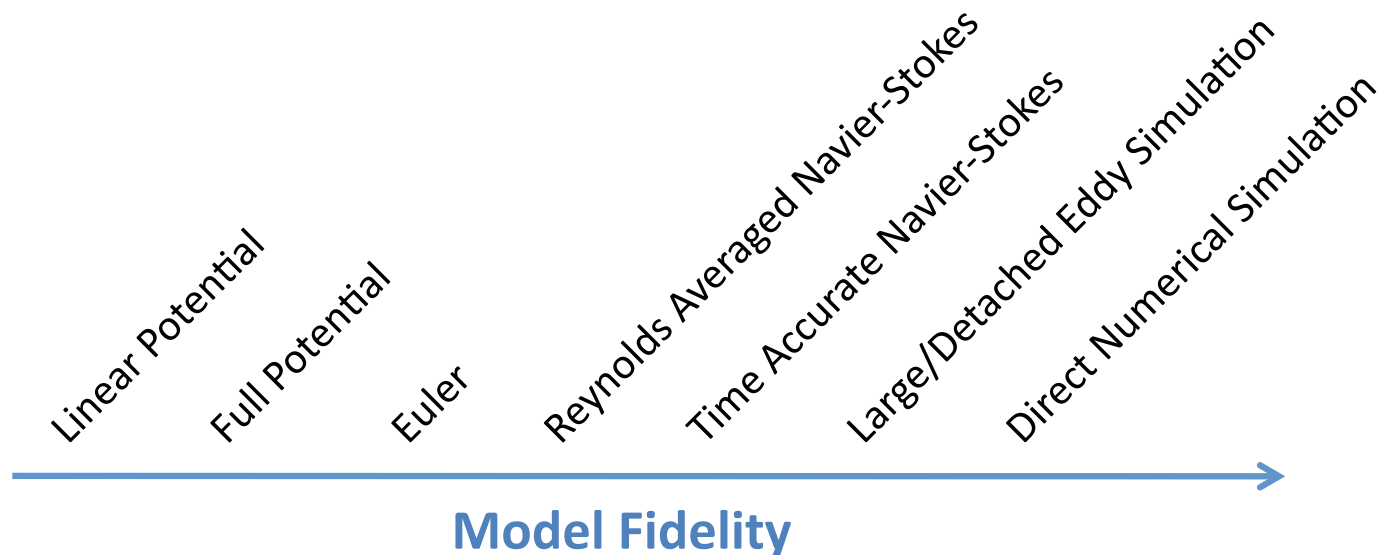 Linear Potential
Full Potential
Euler
Reynolds Averaged Navier-Stokes
Time Accurate Navier-Stokes
Large/Detached Eddy Simulation
Direct Numerical Simulation
Model Fidelity